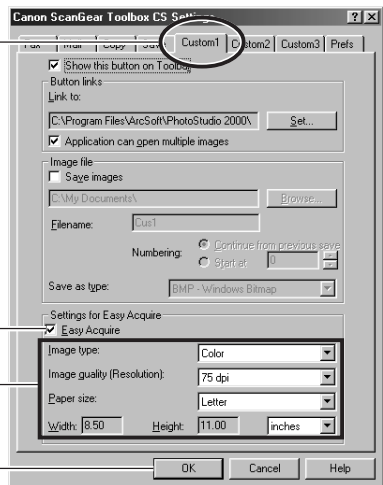 Canon ScanGear Toolbox CS Settings
Fax Mail Copy Save Custom1 Custom2 Custom3 Prefs
Show this button on Toolbar
Button links
Link to:
C:\Program Files\ArcSoft\PhotoStudio 2000\ Set...
Application can open multiple images
Image file
Save images
C:\My Documents\ Browse...
Filename: Cus1
Numbering: Continue from previous save
Start at 0
Save as type: BMP - Windows Bitmap
Settings for Easy Acquire
Easy Acquire
Image type: Color
Image quality (Resolution): 75 dpi
Paper size: Letter
Width: 8.50 Height: 11.00 inches
OK Cancel Help